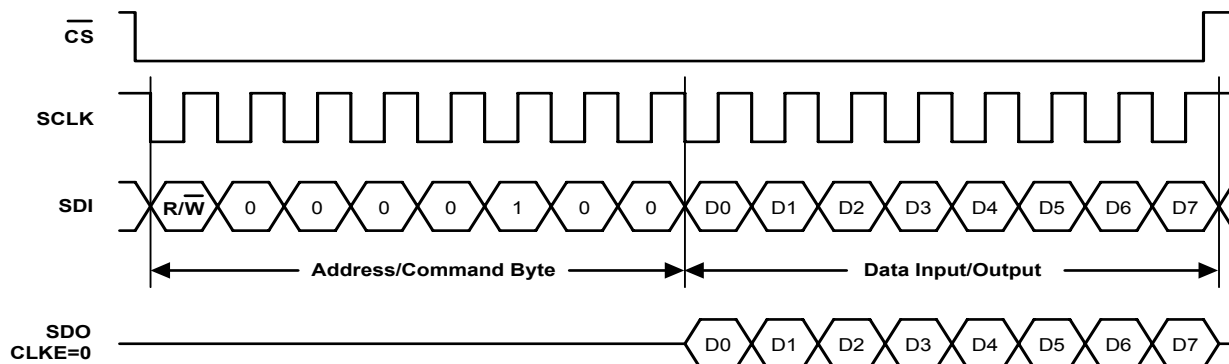 CS
SCLK
SDI R/W 0 0 0 0 1 0 0 D0 D1 D2 D3 D4 D5 D6 D7
Address/Command Byte Data Input/Output
SDO
CLKE=0 D0 D1 D2 D3 D4 D5 D6 D7